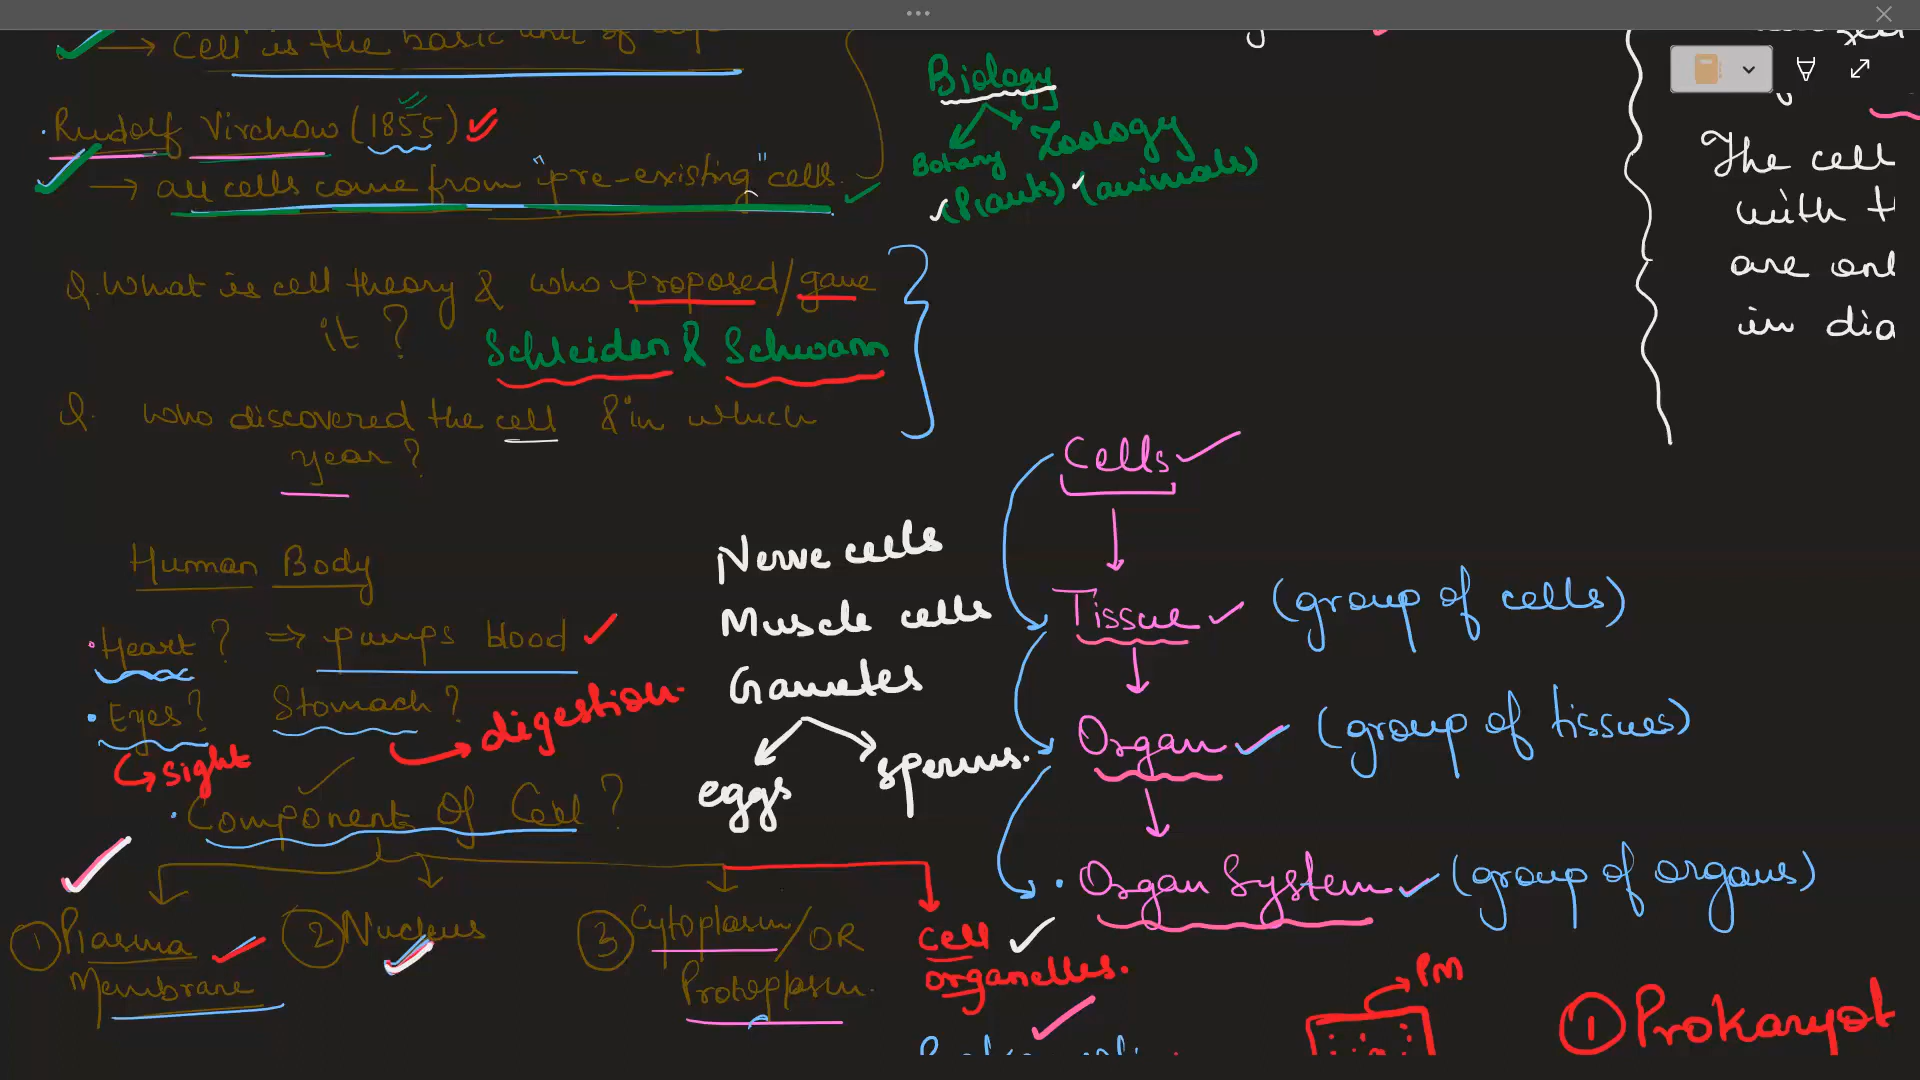 → Cell is the basic unit of
· Rudolf Virchow (1855)
→ all cells come from "pre-existing" cells.
Biology
Botany Zoology
(Plants) (animals)
The cell
with t
are onl
in dia
Q. What is cell theory & who proposed/gave
it?
Schleiden & Schwann
Q. who discovered the cell & in which
year?
Human Body
· Heart? ⇒ pumps blood
· Eyes? Stomach?
sight
digestion.
Nerve cells
Muscle cells
Gametes
eggs sperms.
Cells
Tissue (group of cells)
Organ (group of tissues)
· Organ System (group of organs)
· Components Of Cell?
① Plasma
Membrane
② Nucleus
③ Cytoplasm/OR
Protoplasm.
Cell
organelles.
PM
① Prokaryot